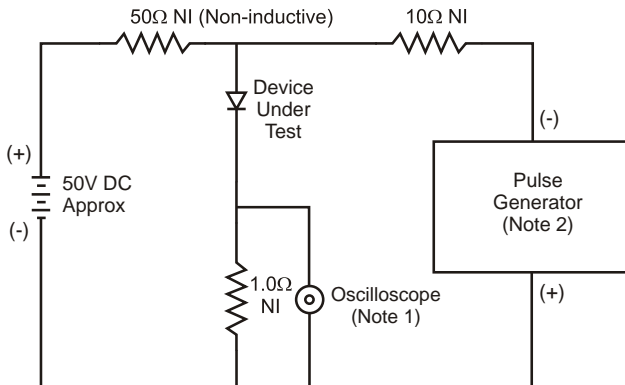 50Ω NI (Non-inductive)
10Ω NI
Device
Under
Test
(-)
(+)
50V DC
Approx
(-)
Pulse
Generator
(Note 2)
1.0Ω
NI
Oscilloscope
(Note 1)
(+)